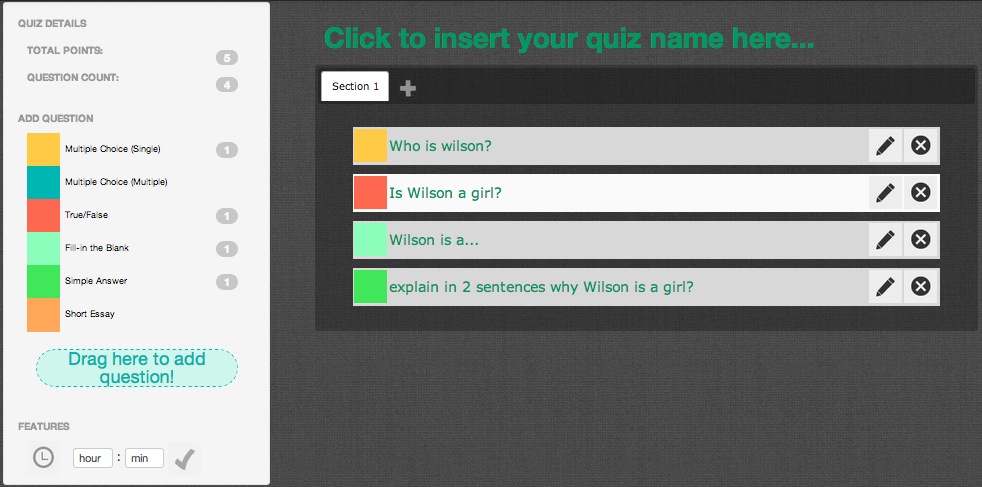 QUIZ DETAILS
TOTAL POINTS:
5
QUESTION COUNT:
4
ADD QUESTION
Multiple Choice (Single)
1
Multiple Choice (Multiple)
True/False
1
Fill-in the Blank
1
Simple Answer
1
Short Essay
Drag here to add
question!
FEATURES
hour : min
Click to insert your quiz name here...
Section 1
Who is wilson?
Is Wilson a girl?
Wilson is a...
explain in 2 sentences why Wilson is a girl?